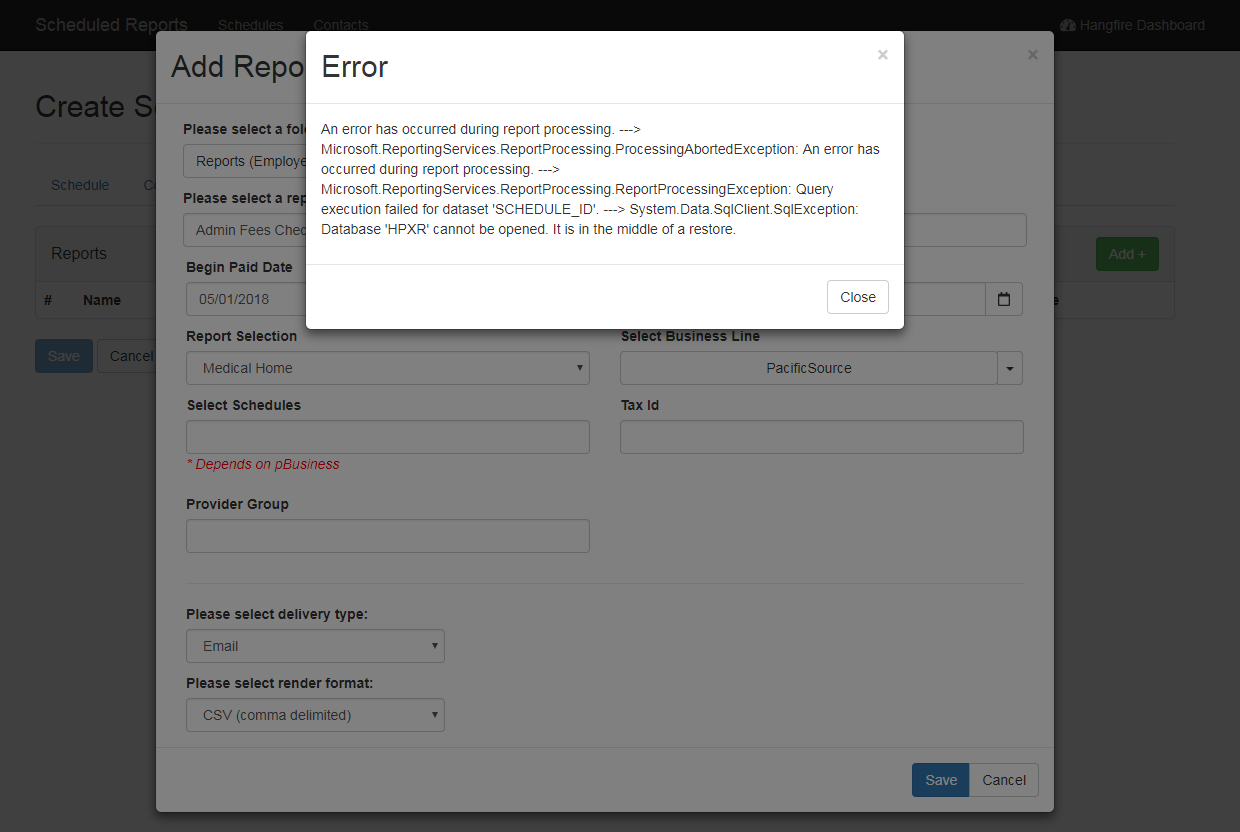 Scheduled Reports Schedules Contacts Hangfire Dashboard
Add Repo
×
Error
×
Create S
An error has occurred during report processing. --->
Microsoft.ReportingServices.ReportProcessing.ProcessingAbortedException: An error has
occurred during report processing. --->
Microsoft.ReportingServices.ReportProcessing.ReportProcessingException: Query
execution failed for dataset 'SCHEDULE_ID'. ---> System.Data.SqlClient.SqlException:
Database 'HPXR' cannot be opened. It is in the middle of a restore.
Close
Schedule
Reports
Add +
# Name
Save Cancel
Please select a fol
Reports (Employe
Please select a rep
Admin Fees Chec
Begin Paid Date
05/01/2018
Report Selection
Medical Home
Select Business Line
PacificSource
Select Schedules
* Depends on pBusiness
Tax Id
Provider Group
Please select delivery type:
Email
Please select render format:
CSV (comma delimited)
Save Cancel